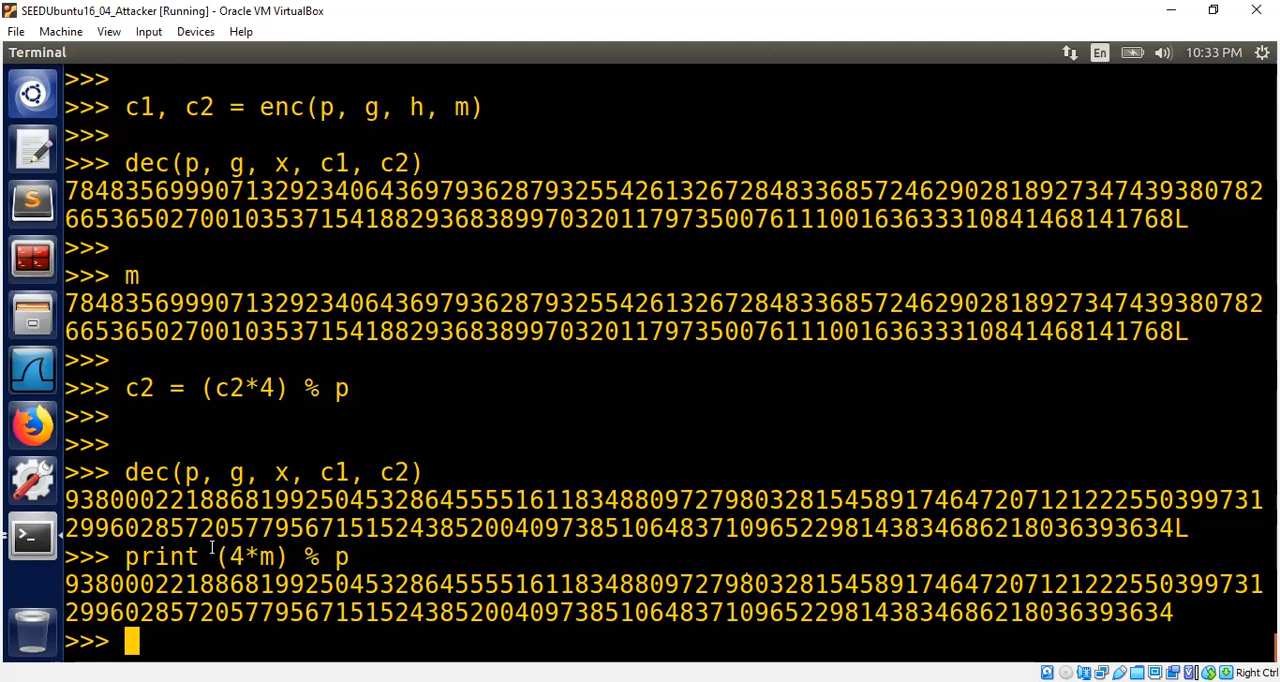 SEEDUbuntu16_04_Attacker [Running] - Oracle VM VirtualBox
File Machine View Input Devices Help
Terminal En 10:33 PM
>>>
>>> c1, c2 = enc(p, g, h, m)
>>>
>>> dec(p, g, x, c1, c2)
7848356999071329234064369793628793255426132672848336857246290281892734743938078​2
66536502700103537154188293683899703201179735007611100163633310841468141768L
>>>
>>> m
78483569990713292340643697936287932554261326728483368572462902818927347439380782
66536502700103537154188293683899703201179735007611100163633310841468141768L
>>>
>>> c2 = (c2*4) % p
>>>
>>>
>>> dec(p, g, x, c1, c2)
93800022188681992504532864555516118348809727980328154589174647207121222550399731
29960285720577956715152438520040973851064837109652298143834686218036393634L
>>> print (4*m) % p
93800022188681992504532864555516118348809727980328154589174647207121222550399731
29960285720577956715152438520040973851064837109652298143834686218036393634
>>>
Right Ctrl